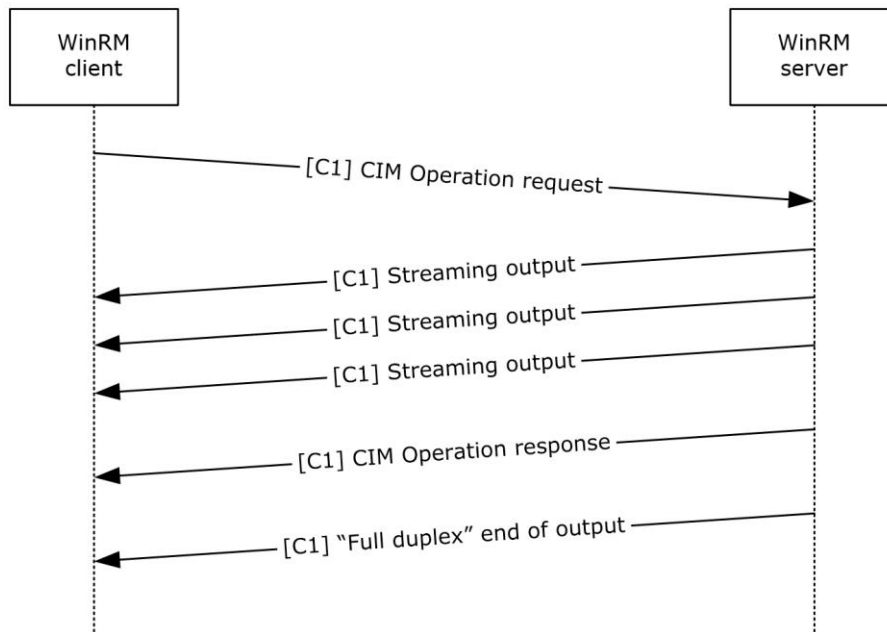 WinRM
client
WinRM
server
[C1] CIM Operation request
[C1] Streaming output
[C1] Streaming output
[C1] Streaming output
[C1] CIM Operation response
[C1] “Full duplex” end of output